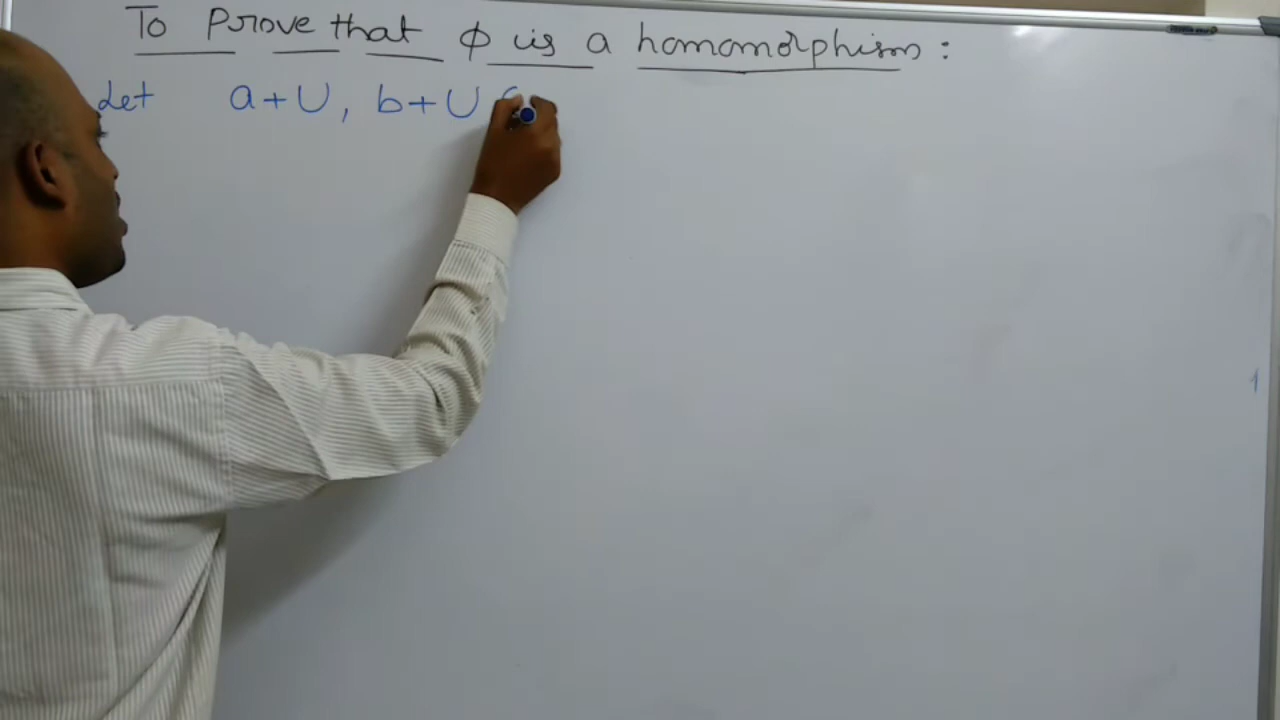 To Prove that ϕ is a homomorphism :
Let a+U, b+U